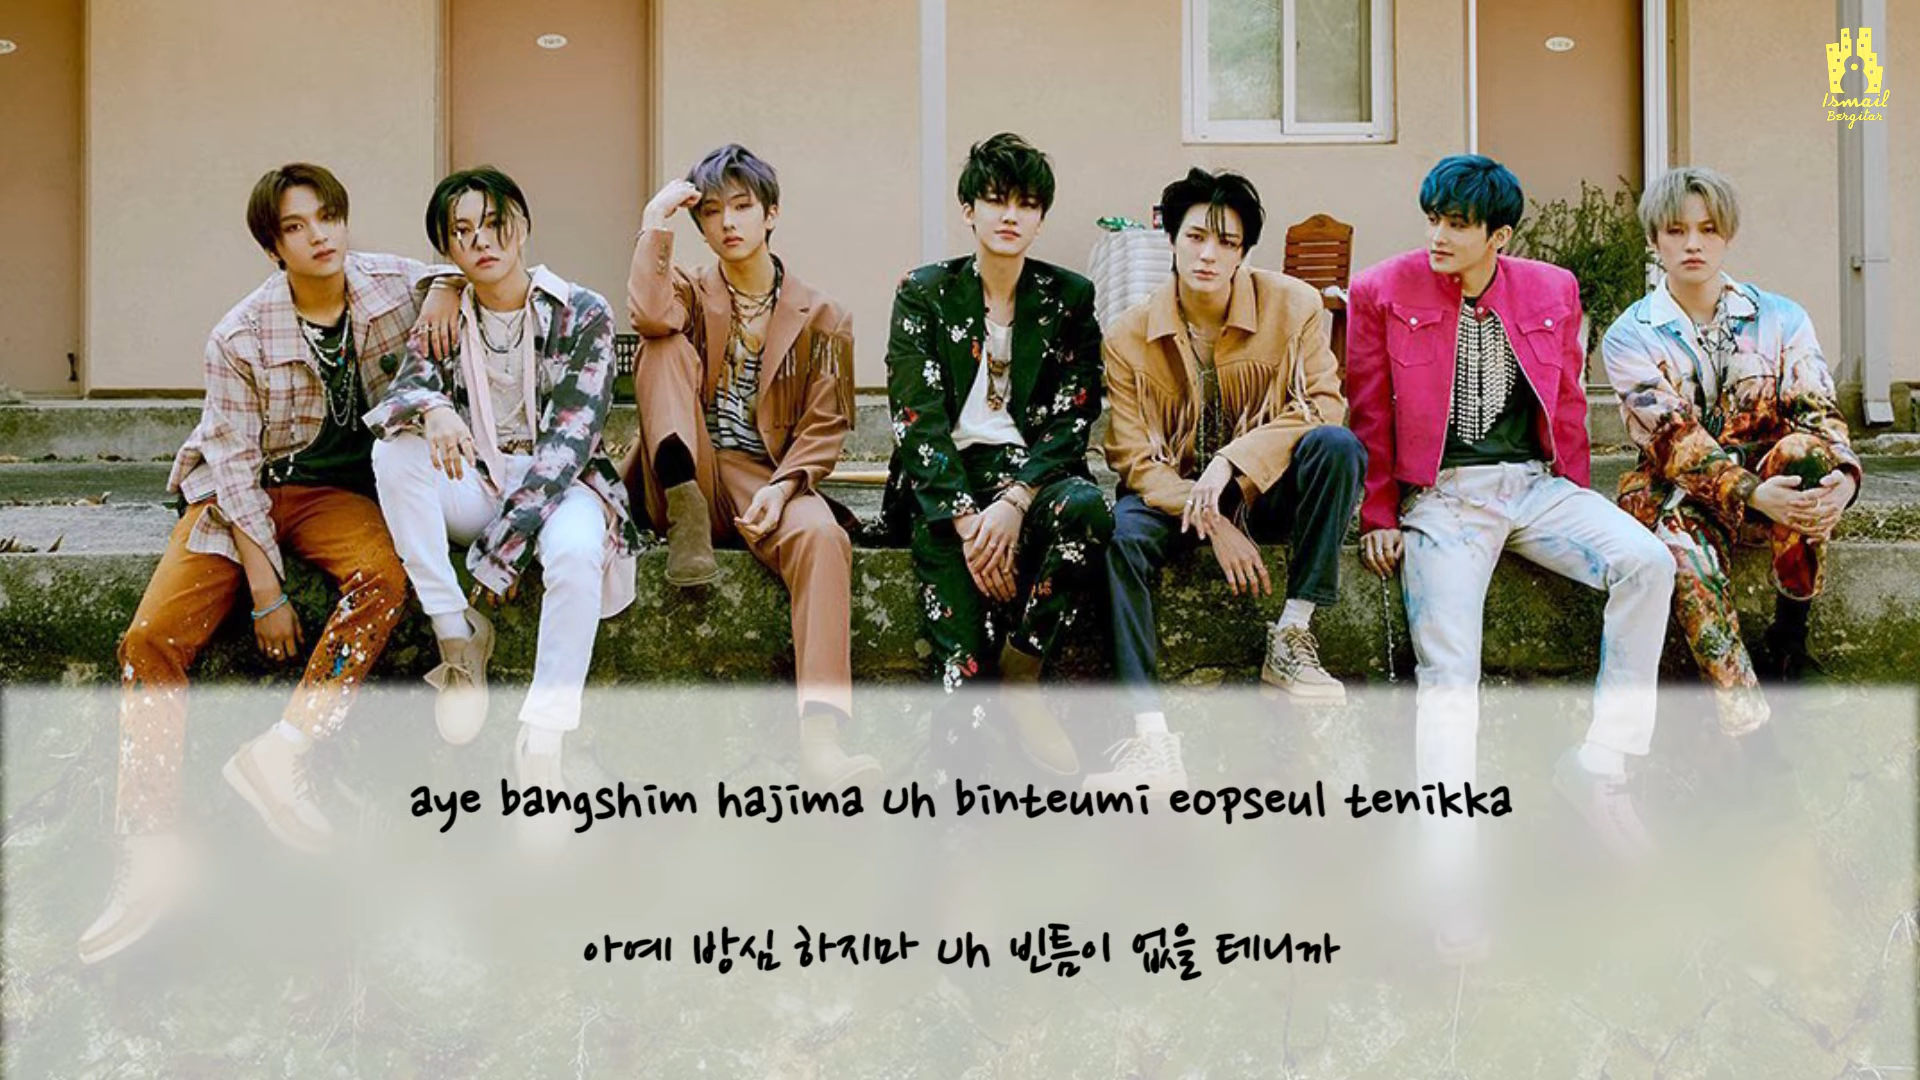 Ismail
Bergitar
aye bangshim hajima uh binteumi eopseul tenikka
아예 방심 하지마 uh 빈틈이 없을 테니까